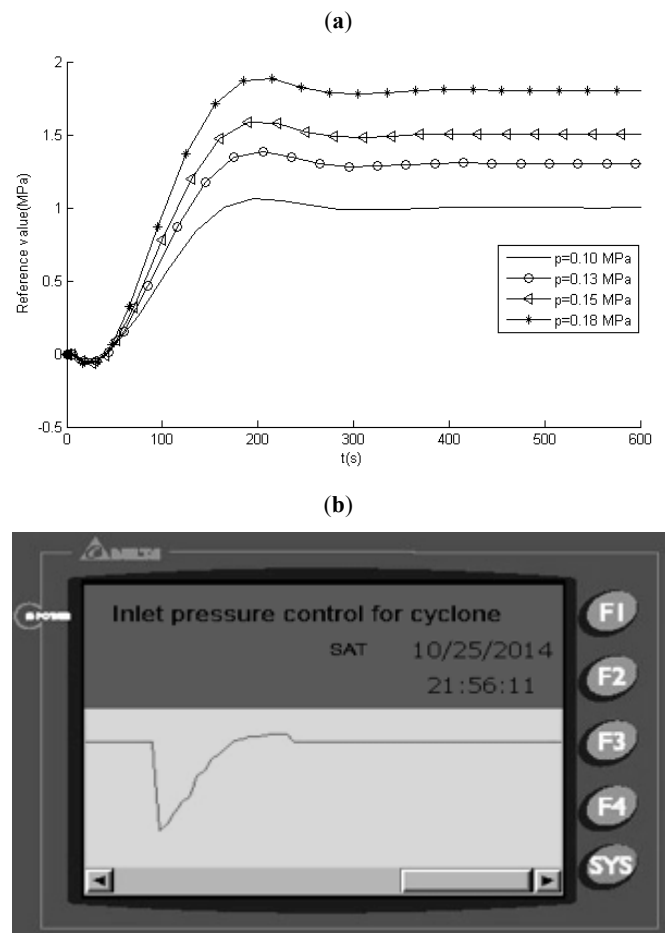 (a)
2
1.5
1
0.5
0
-0.5
Reference value(MPa)
0 100 200 300 400 500 600
t(s)
p=0.10 MPa
p=0.13 MPa
p=0.15 MPa
p=0.18 MPa
(b)
POWER
Inlet pressure control for cyclone
SAT 10/25/2014
21:56:11
F1
F2
F3
F4
SYS